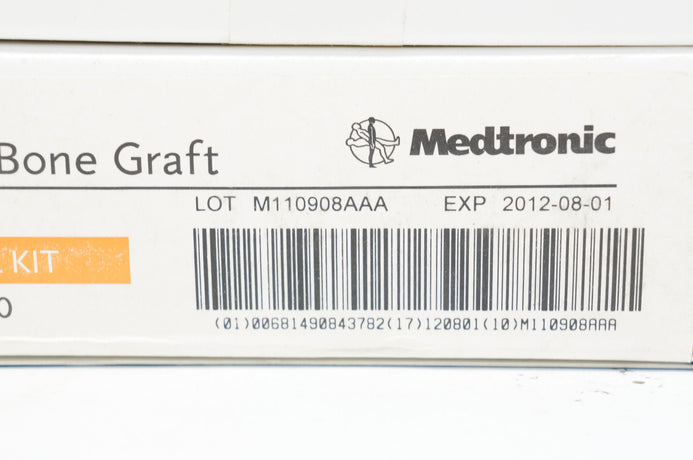 Bone Graft
Medtronic
LOT M110908AAA EXP 2012-08-01
KIT
0
(01)00681490843782(17)120801(10)M110908AAA